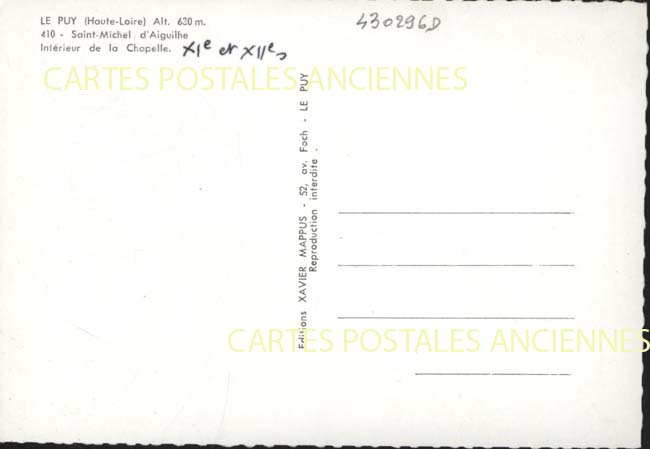 LE PUY (Haute-Loire) Alt. 630 m.
410 - Saint-Michel d'Aiguilhe
Intérieur de la Chapelle. XIe et XIIe s
430296D
CARTES POSTALES ANCIENNES
Editions XAVIER MAPPUS - 52, av. Foch - LE PUY
Reproduction interdite.
CARTES POSTALES ANCIENNES